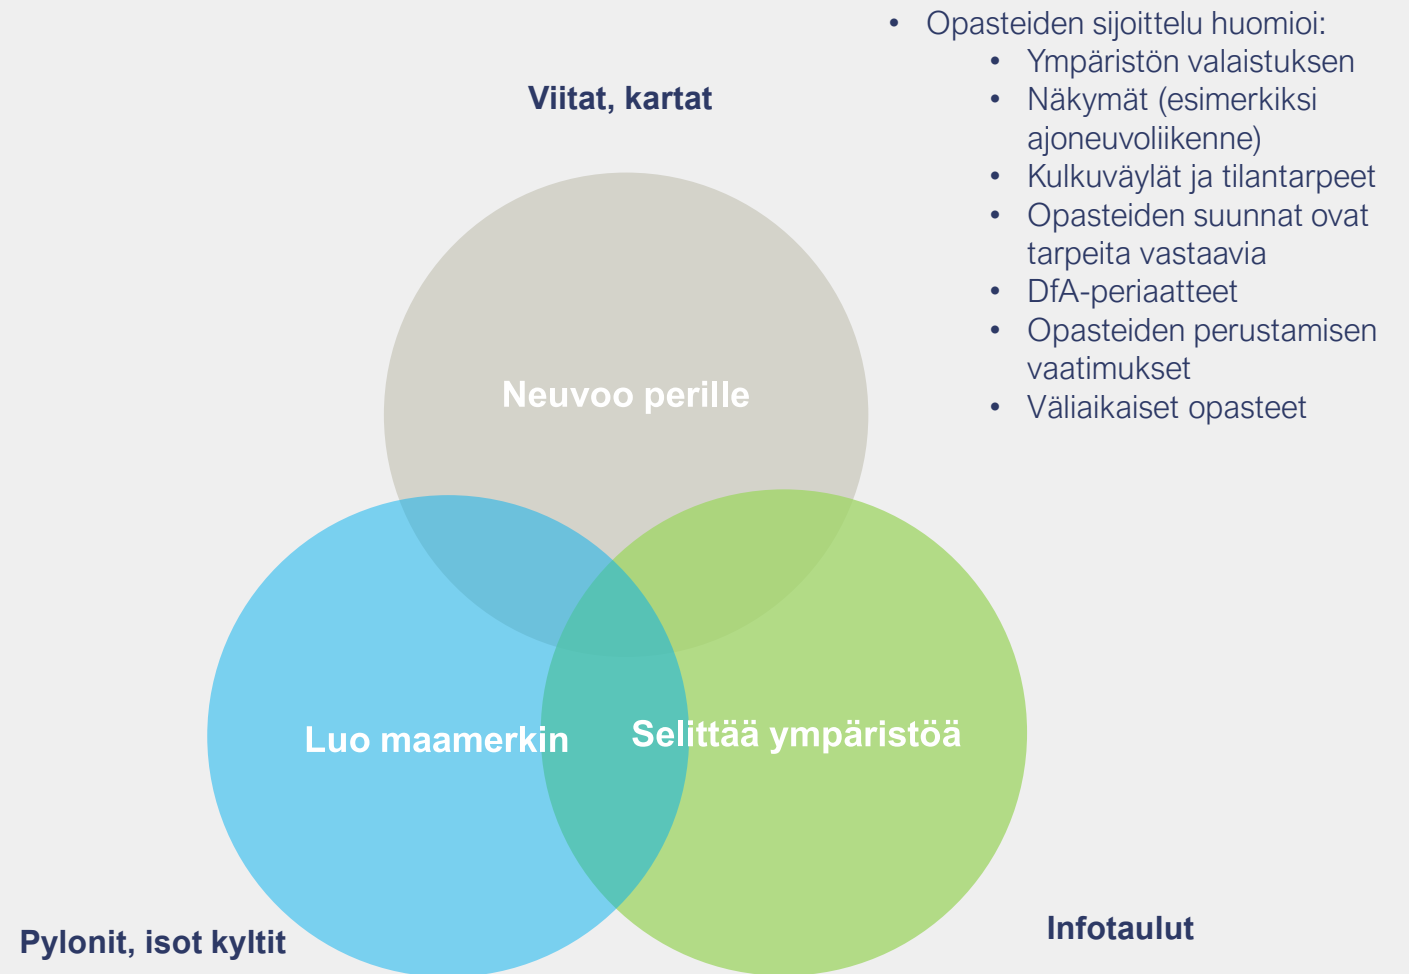 Opasteiden sijoittelu huomioi:
Ympäristön valaistuksen
Näkymät (esimerkiksi
ajoneuvoliikenne)
Kulkuväylät ja tilantarpeet
Opasteiden suunnat ovat
tarpeita vastaavia
DfA-periaatteet
Opasteiden perustamisen
vaatimukset
Väliaikaiset opasteet
Viitat, kartat
Neuvoo perille
Luo maamerkin
Selittää ympäristöä
Pylonit, isot kyltit
Infotaulut